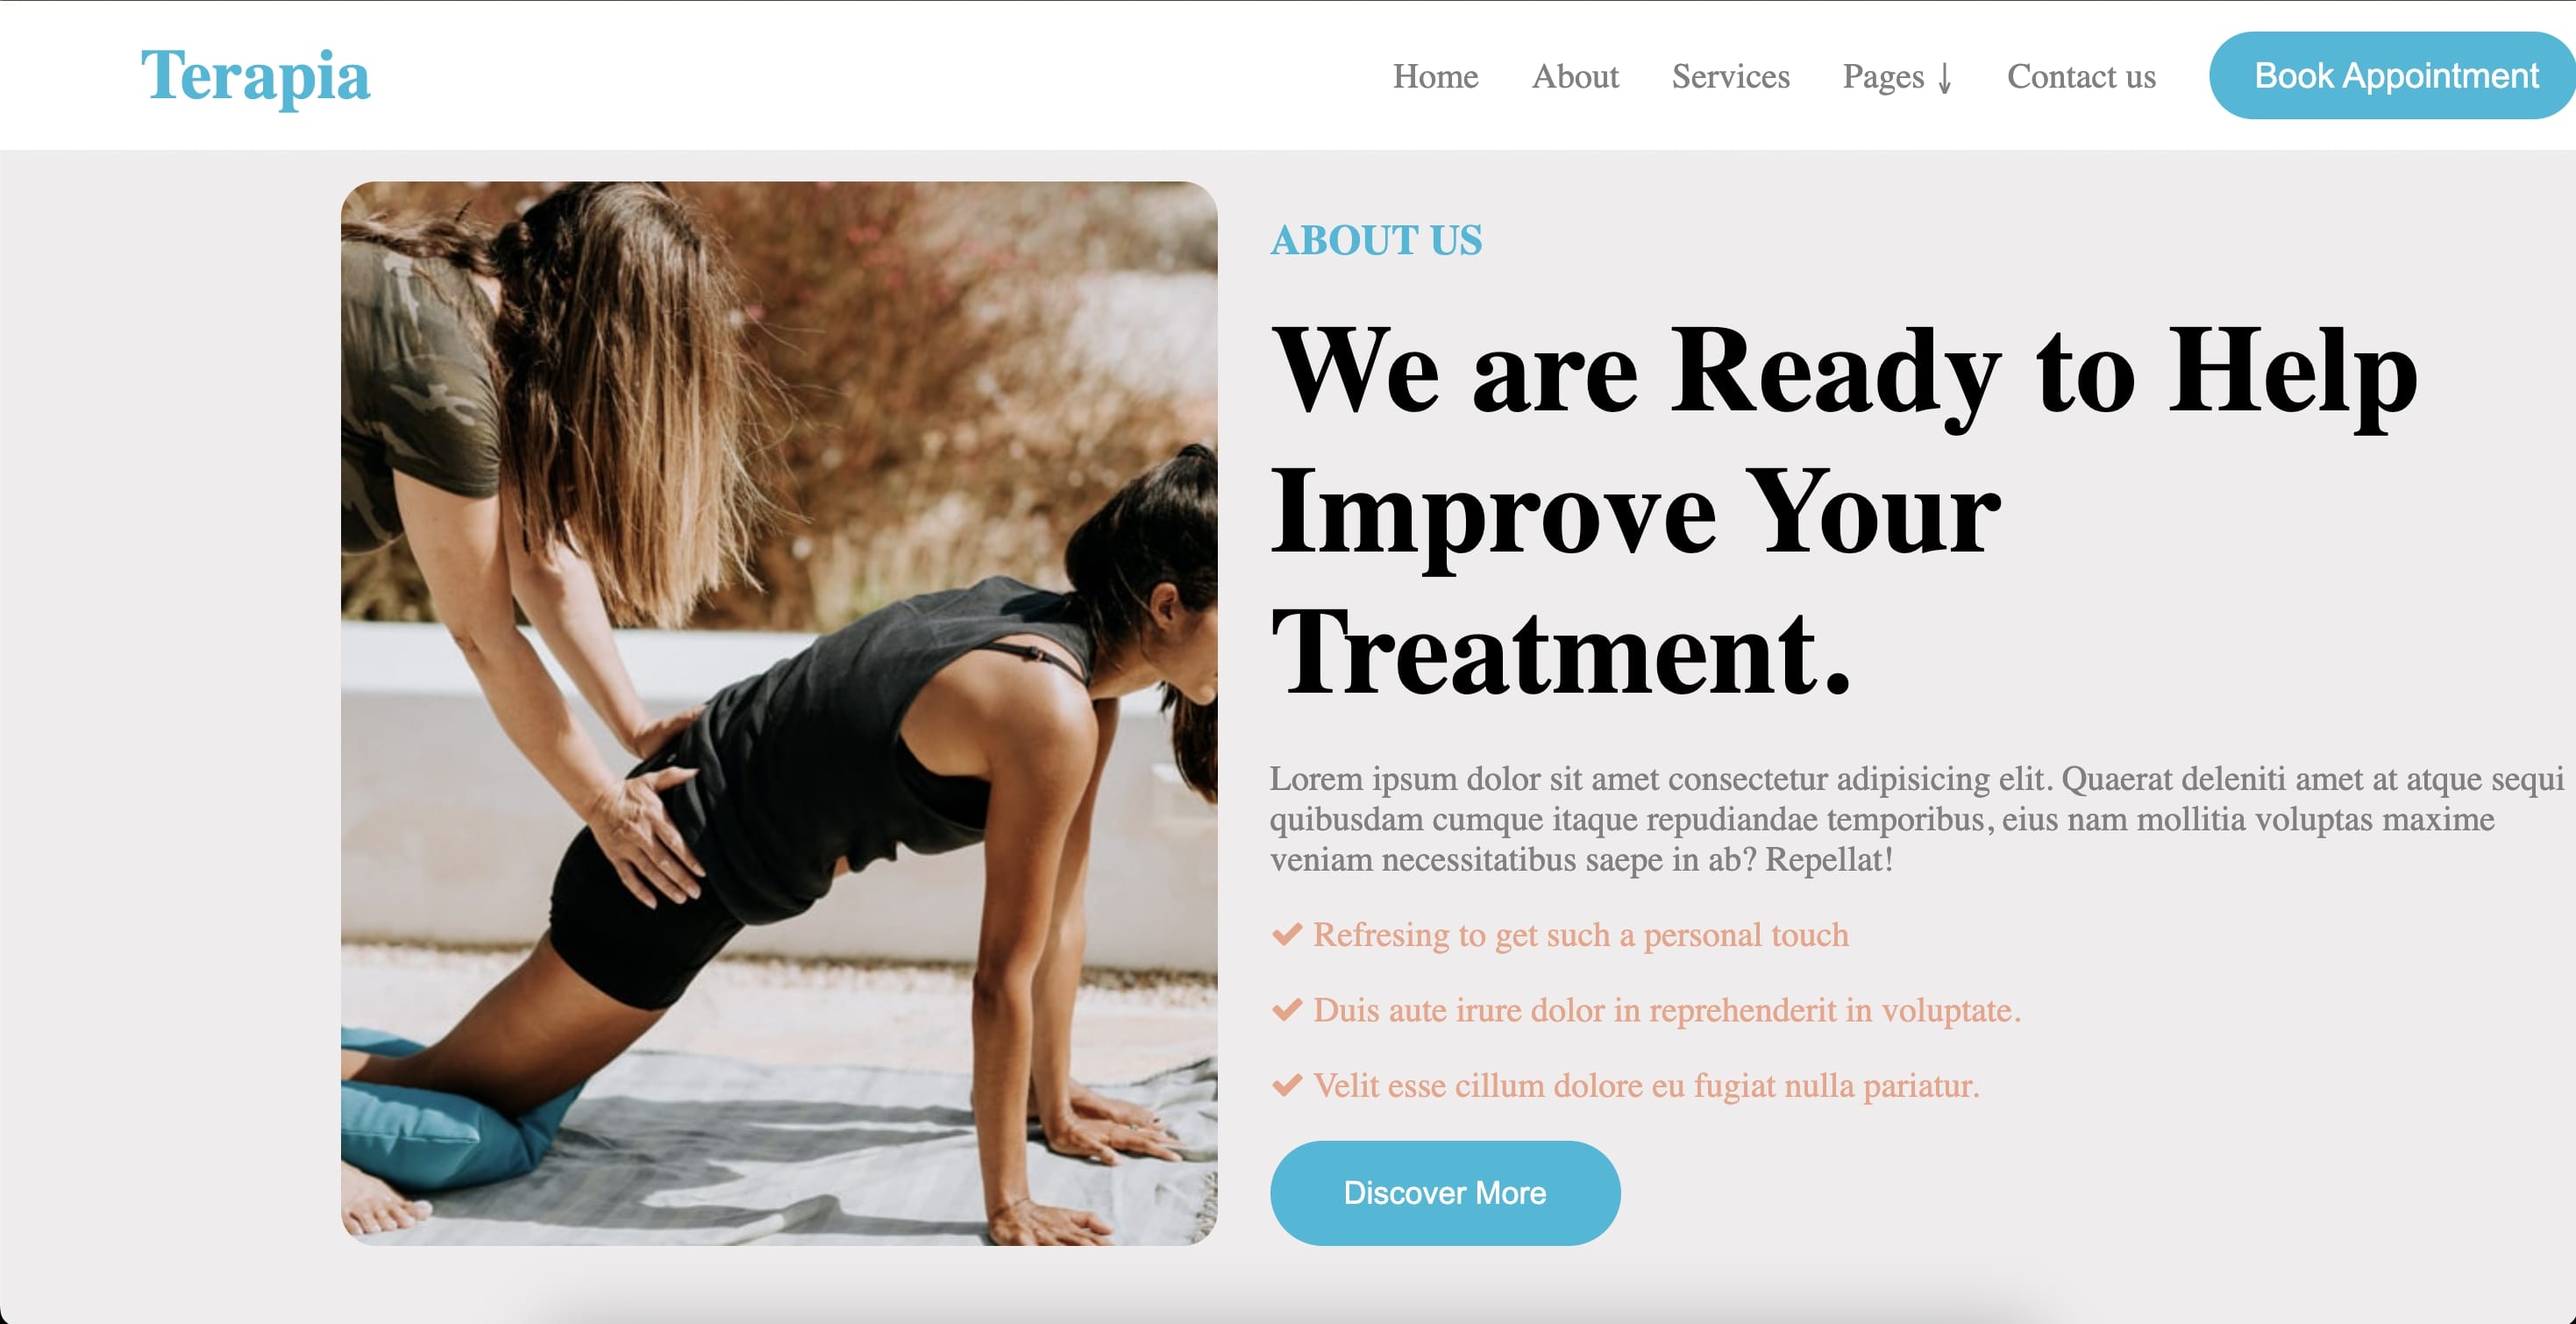 Terapia
Home About Services Pages ↓ Contact us Book Appointment
ABOUT US
We are Ready to Help
Improve Your
Treatment.
Lorem ipsum dolor sit amet consectetur adipisicing elit. Quaerat deleniti amet at atque sequi
quibusdam cumque itaque repudiandae temporibus, eius nam mollitia voluptas maxime
veniam necessitatibus saepe in ab? Repellat!
✔ Refresing to get such a personal touch
✔ Duis aute irure dolor in reprehenderit in voluptate.
✔ Velit esse cillum dolore eu fugiat nulla pariatur.
Discover More